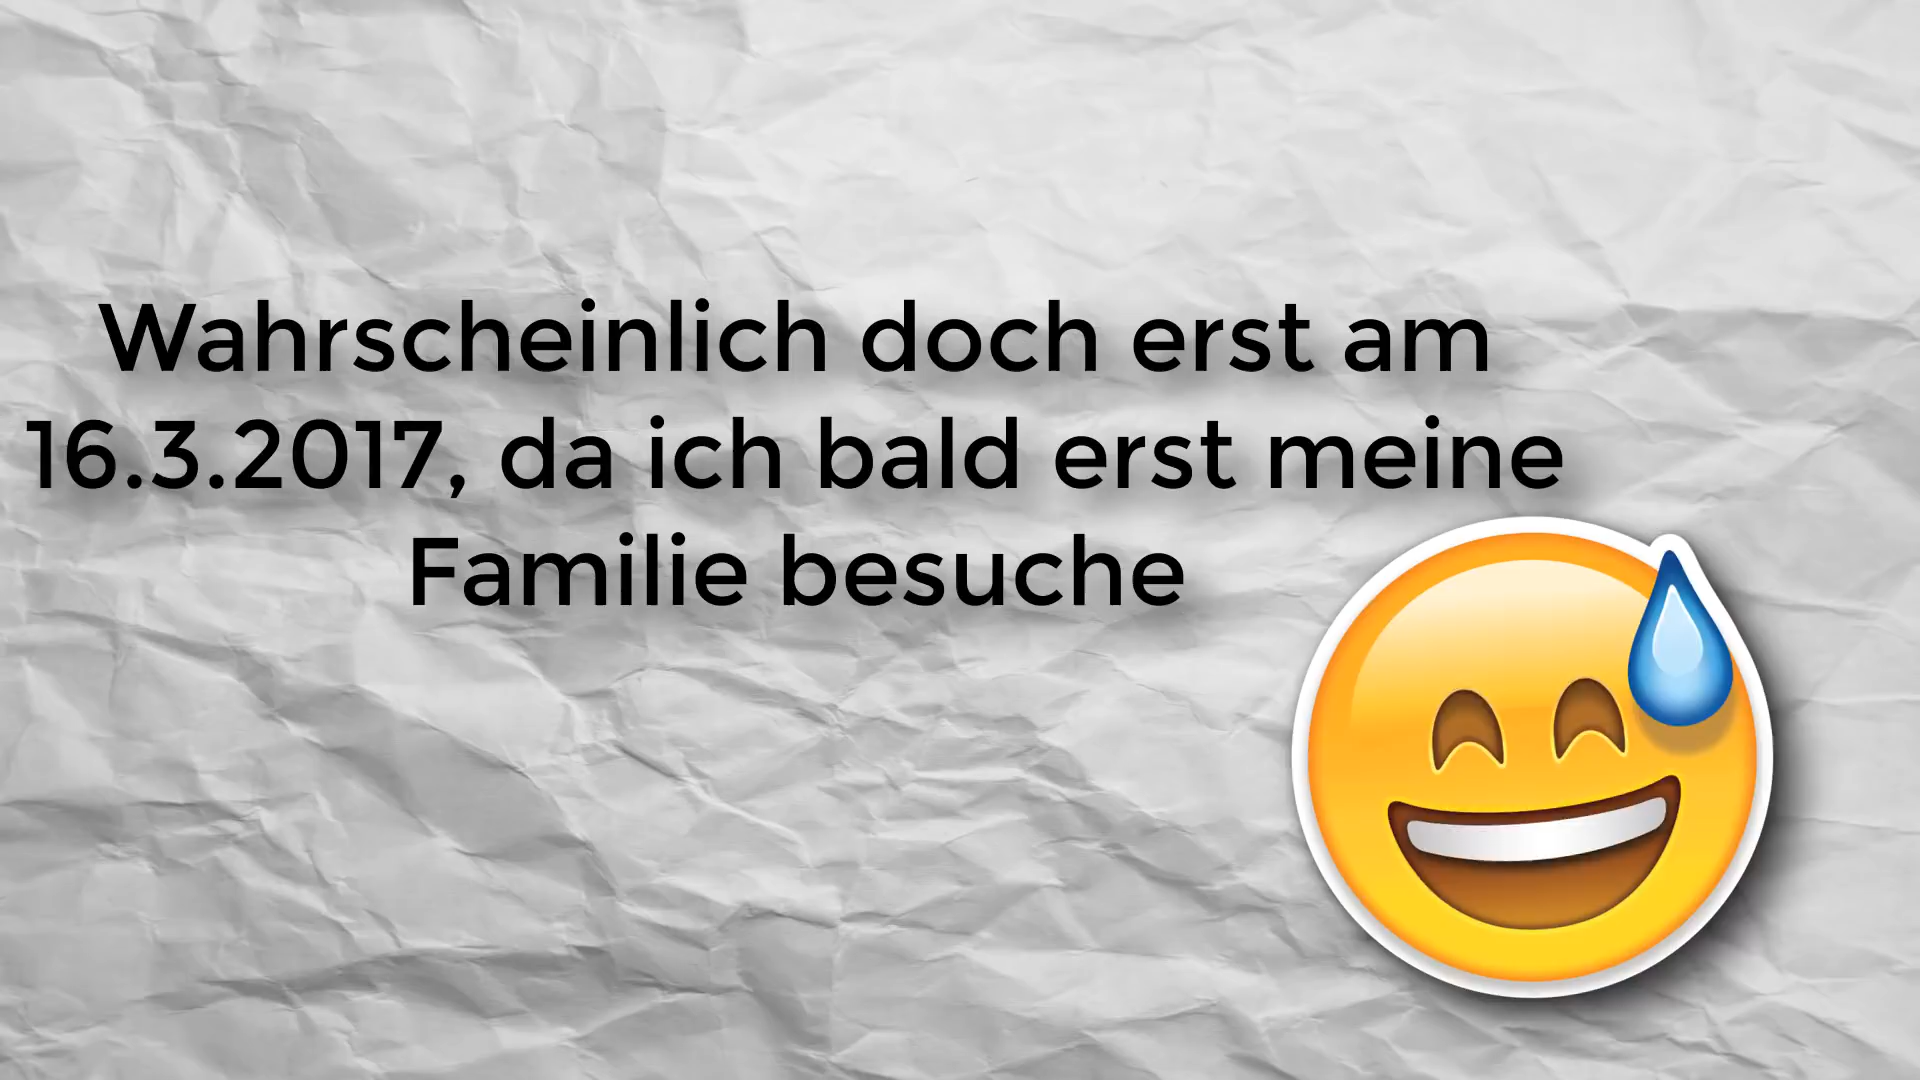 Wahrscheinlich doch erst am
16.3.2017, da ich bald erst meine
Familie besuche